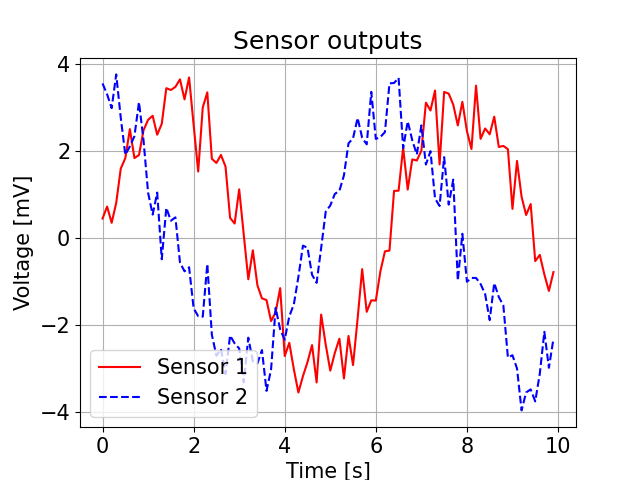 Sensor outputs
4
2
0
−2
−4
Voltage [mV]
Sensor 1
Sensor 2
0 2 4 6 8 10
Time [s]